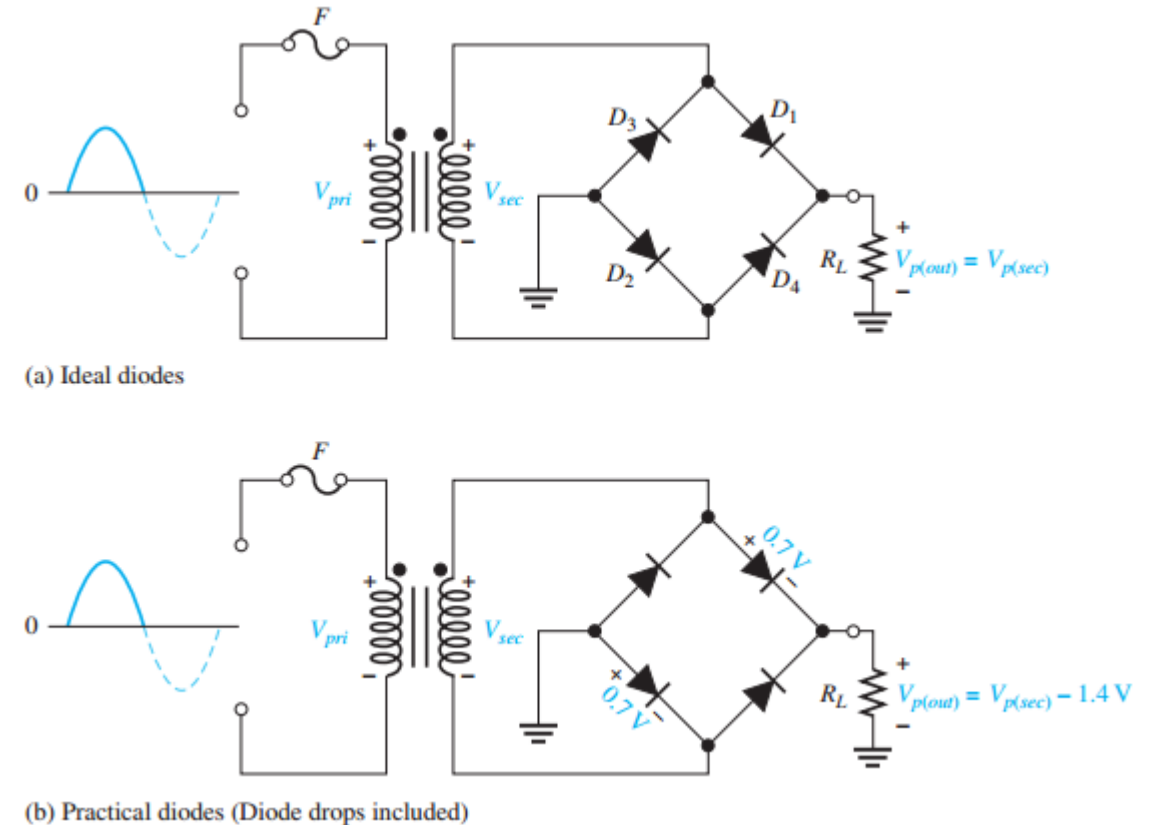 F
D3
D1
+ +
0
Vpri
Vsec
+
− −
D2
D4
RL
Vp(out) = Vp(sec)
−
(a) Ideal diodes
F
+ 0.7 V −
+ +
0
Vpri
Vsec
+
− −
+ 0.7 V −
RL
Vp(out) = Vp(sec) − 1.4 V
−
(b) Practical diodes (Diode drops included)